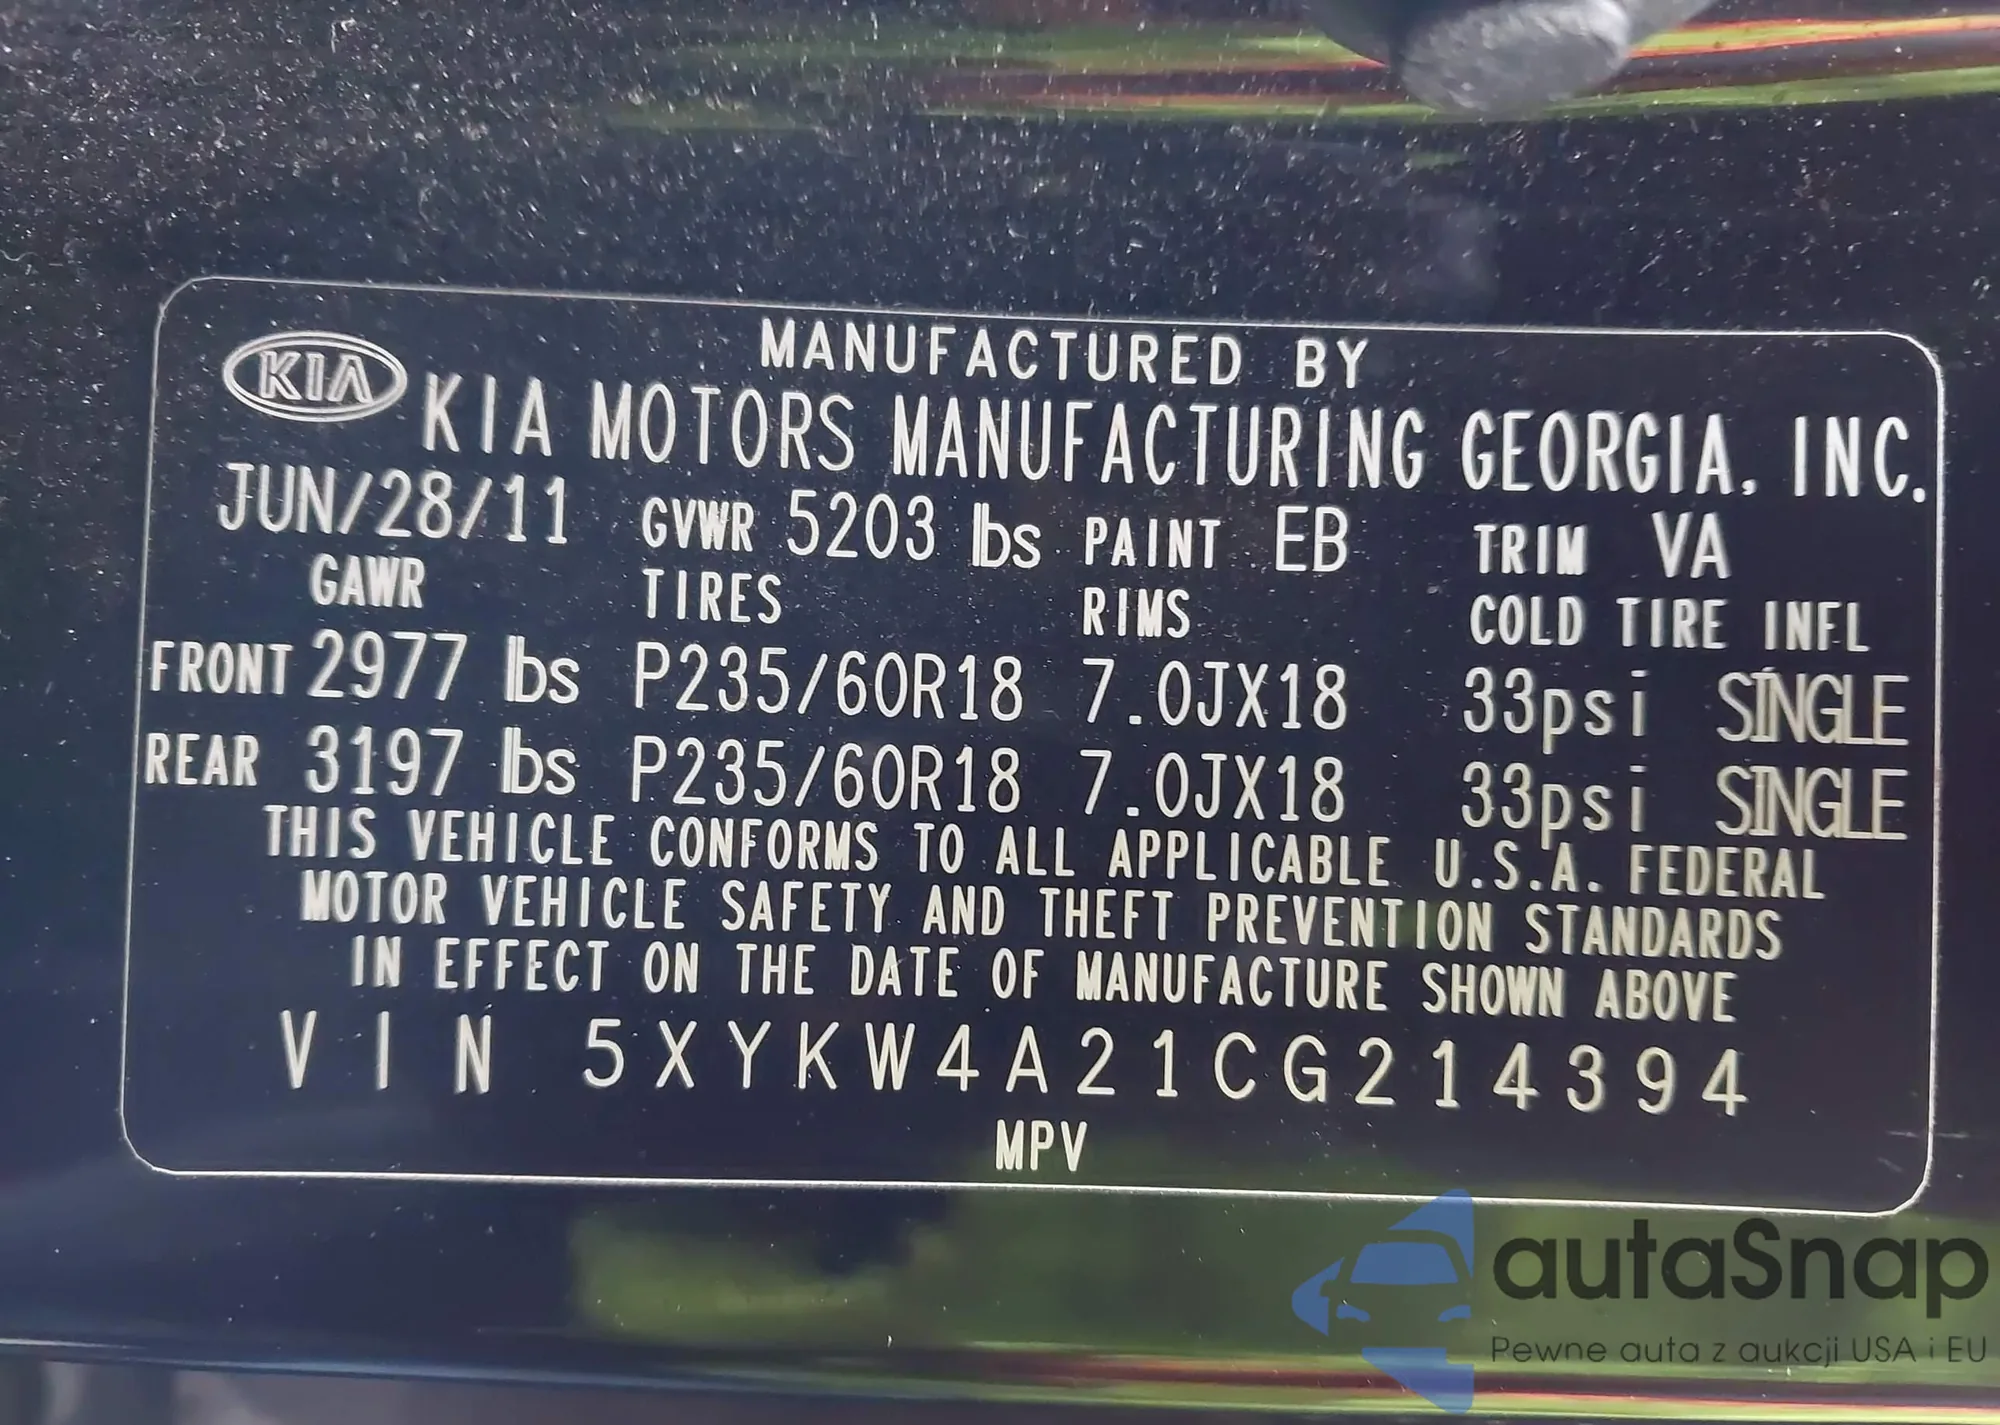 MANUFACTURED BY
KIA KIA MOTORS MANUFACTURING GEORGIA, INC.
JUN/28/11 GVWR 5203 lbs PAINT EB TRIM VA
GAWR TIRES RIMS COLD TIRE INFL
FRONT 2977 lbs P235/60R18 7.0JX18 33psi SINGLE
REAR 3197 lbs P235/60R18 7.0JX18 33psi SINGLE
THIS VEHICLE CONFORMS TO ALL APPLICABLE U.S.A. FEDERAL
MOTOR VEHICLE SAFETY AND THEFT PREVENTION STANDARDS
IN EFFECT ON THE DATE OF MANUFACTURE SHOWN ABOVE
VIN 5XYKW4A21CG214394
MPV
autaSnap
Pewne auta z aukcji USA i EU